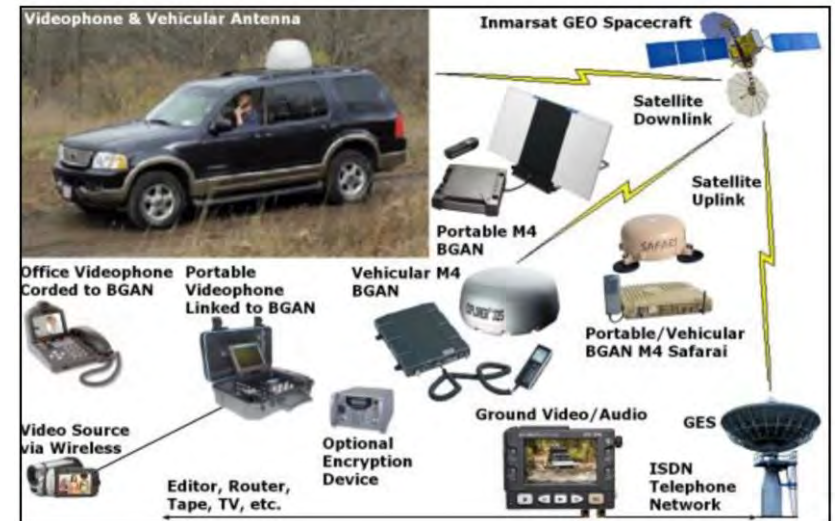 Videophone & Vehicular Antenna
Inmarsat GEO Spacecraft
Satellite
Downlink
Satellite
Uplink
Portable M4
BGAN
SAFARI
Office Videophone
Corded to BGAN
Portable
Videophone
Linked to BGAN
Vehicular M4
BGAN
EXPLORER
Portable/Vehicular
BGAN M4 Safarai
Video Source
via Wireless
Optional
Encryption
Device
Ground Video/Audio
GES
Editor, Router,
Tape, TV, etc.
ISDN
Telephone
Network